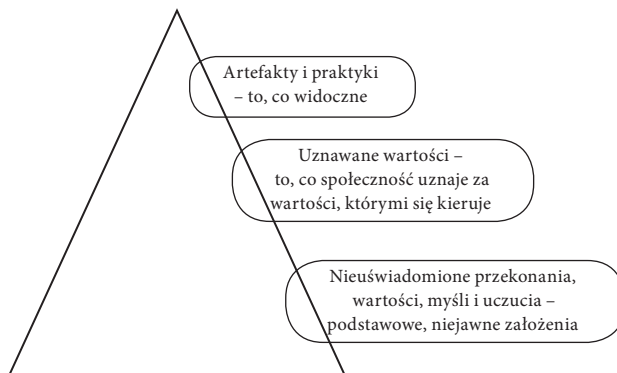 Artefakty i praktyki
– to, co widoczne
Uznawane wartości –
to, co społeczność uznaje za
wartości, którymi się kieruje
Nieuświadomione przekonania,
wartości, myśli i uczucia –
podstawowe, niejawne założenia